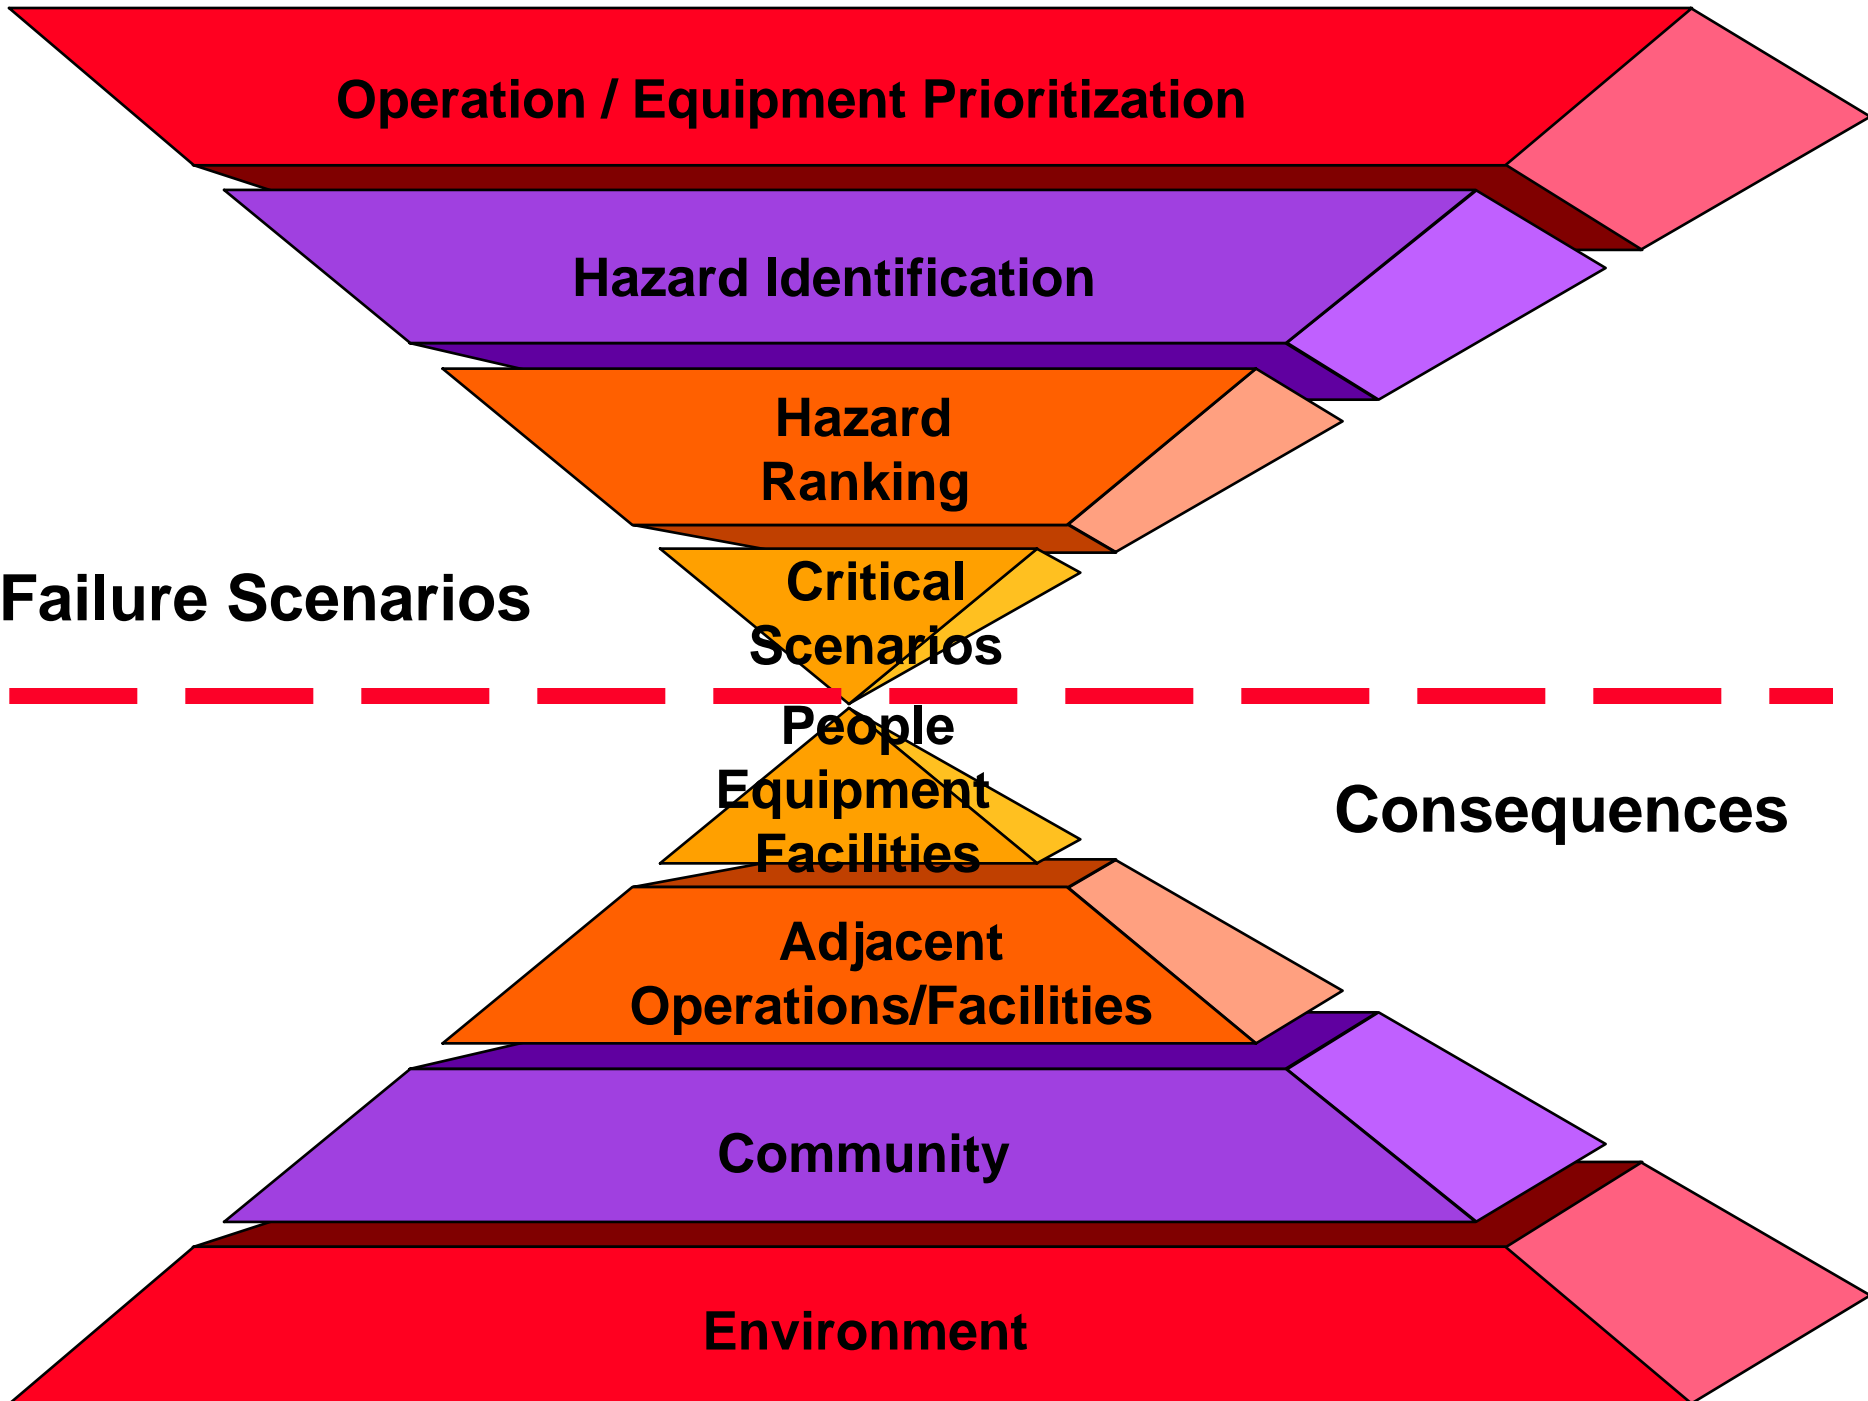 Operation / Equipment Prioritization
Hazard Identification
Hazard
Ranking
Failure Scenarios
Critical
Scenarios
People
Equipment
Facilities
Consequences
Adjacent
Operations/Facilities
Community
Environment